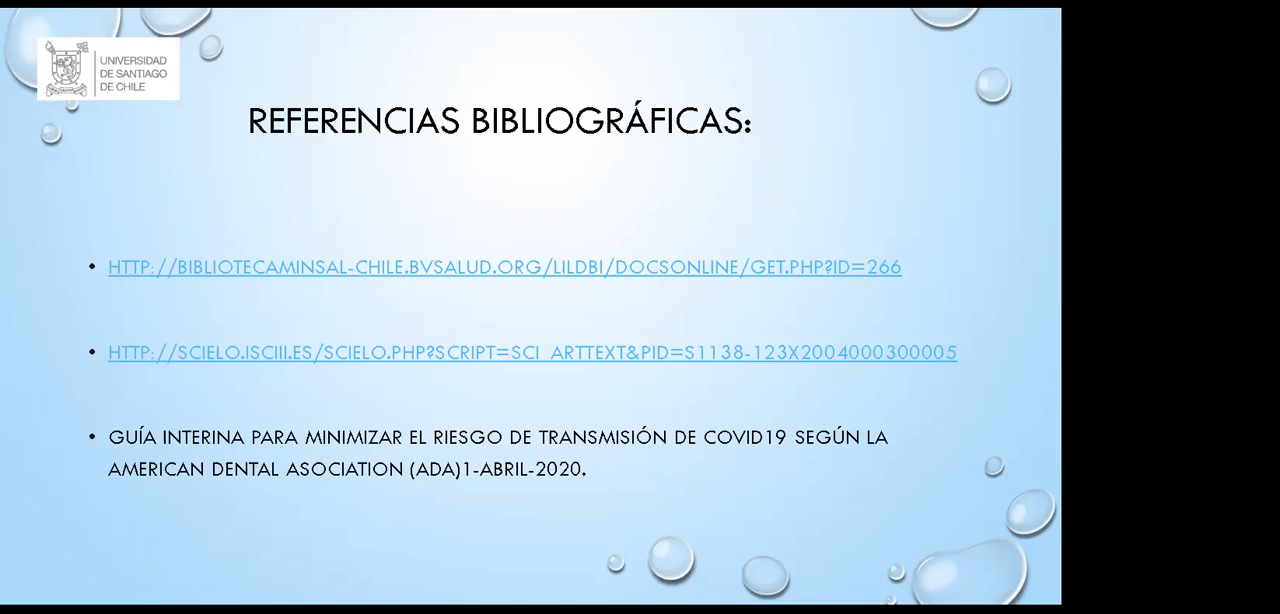 UNIVERSIDAD
DE SANTIAGO
DE CHILE
REFERENCIAS BIBLIOGRÁFICAS:
• HTTP://BIBLIOTECAMINSAL-CHILE.BVSALUD.ORG/LILDBI/DOCSONLINE/GET.PHP?ID=266
• HTTP://SCIELO.ISCIII.ES/SCIELO.PHP?SCRIPT=SCI_ARTTEXT&PID=S1138-123X2004000300005
• GUÍA INTERINA PARA MINIMIZAR EL RIESGO DE TRANSMISIÓN DE COVID19 SEGÚN LA
AMERICAN DENTAL ASOCIATION (ADA)1-ABRIL-2020.